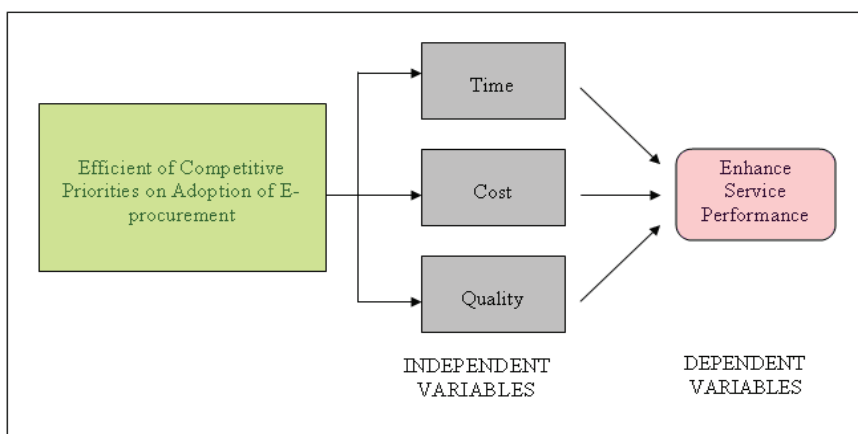 Efficient of Competitive
Priorities on Adoption of E-
procurement
Time
Cost
Quality
Enhance
Service
Performance
INDEPENDENT
VARIABLES
DEPENDENT
VARIABLES